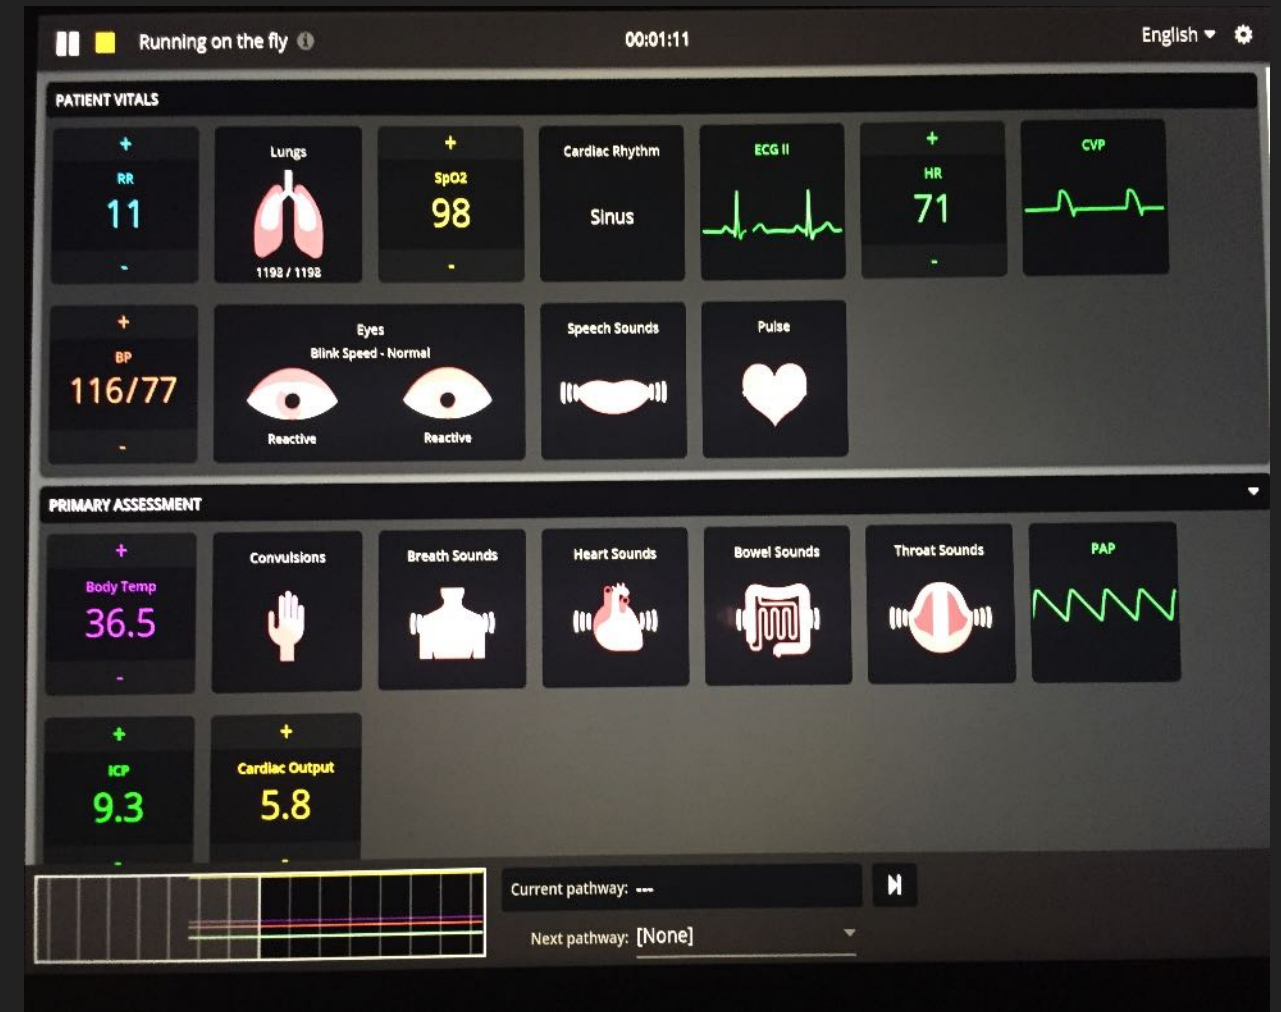 Running on the fly
00:01:11
English
PATIENT VITALS
+
RR
11
-
Lungs
1192 / 1192
+
SpO2
98
-
Cardiac Rhythm
Sinus
ECG II
+
HR
71
-
CVP
+
BP
116/77
-
Eyes
Blink Speed - Normal
Reactive
Reactive
Speech Sounds
Pulse
PRIMARY ASSESSMENT
+
Body Temp
36.5
-
Convulsions
Breath Sounds
Heart Sounds
Bowel Sounds
Throat Sounds
PAP
+
ICP
9.3
-
+
Cardiac Output
5.8
-
Current pathway: ---
Next pathway: [None]